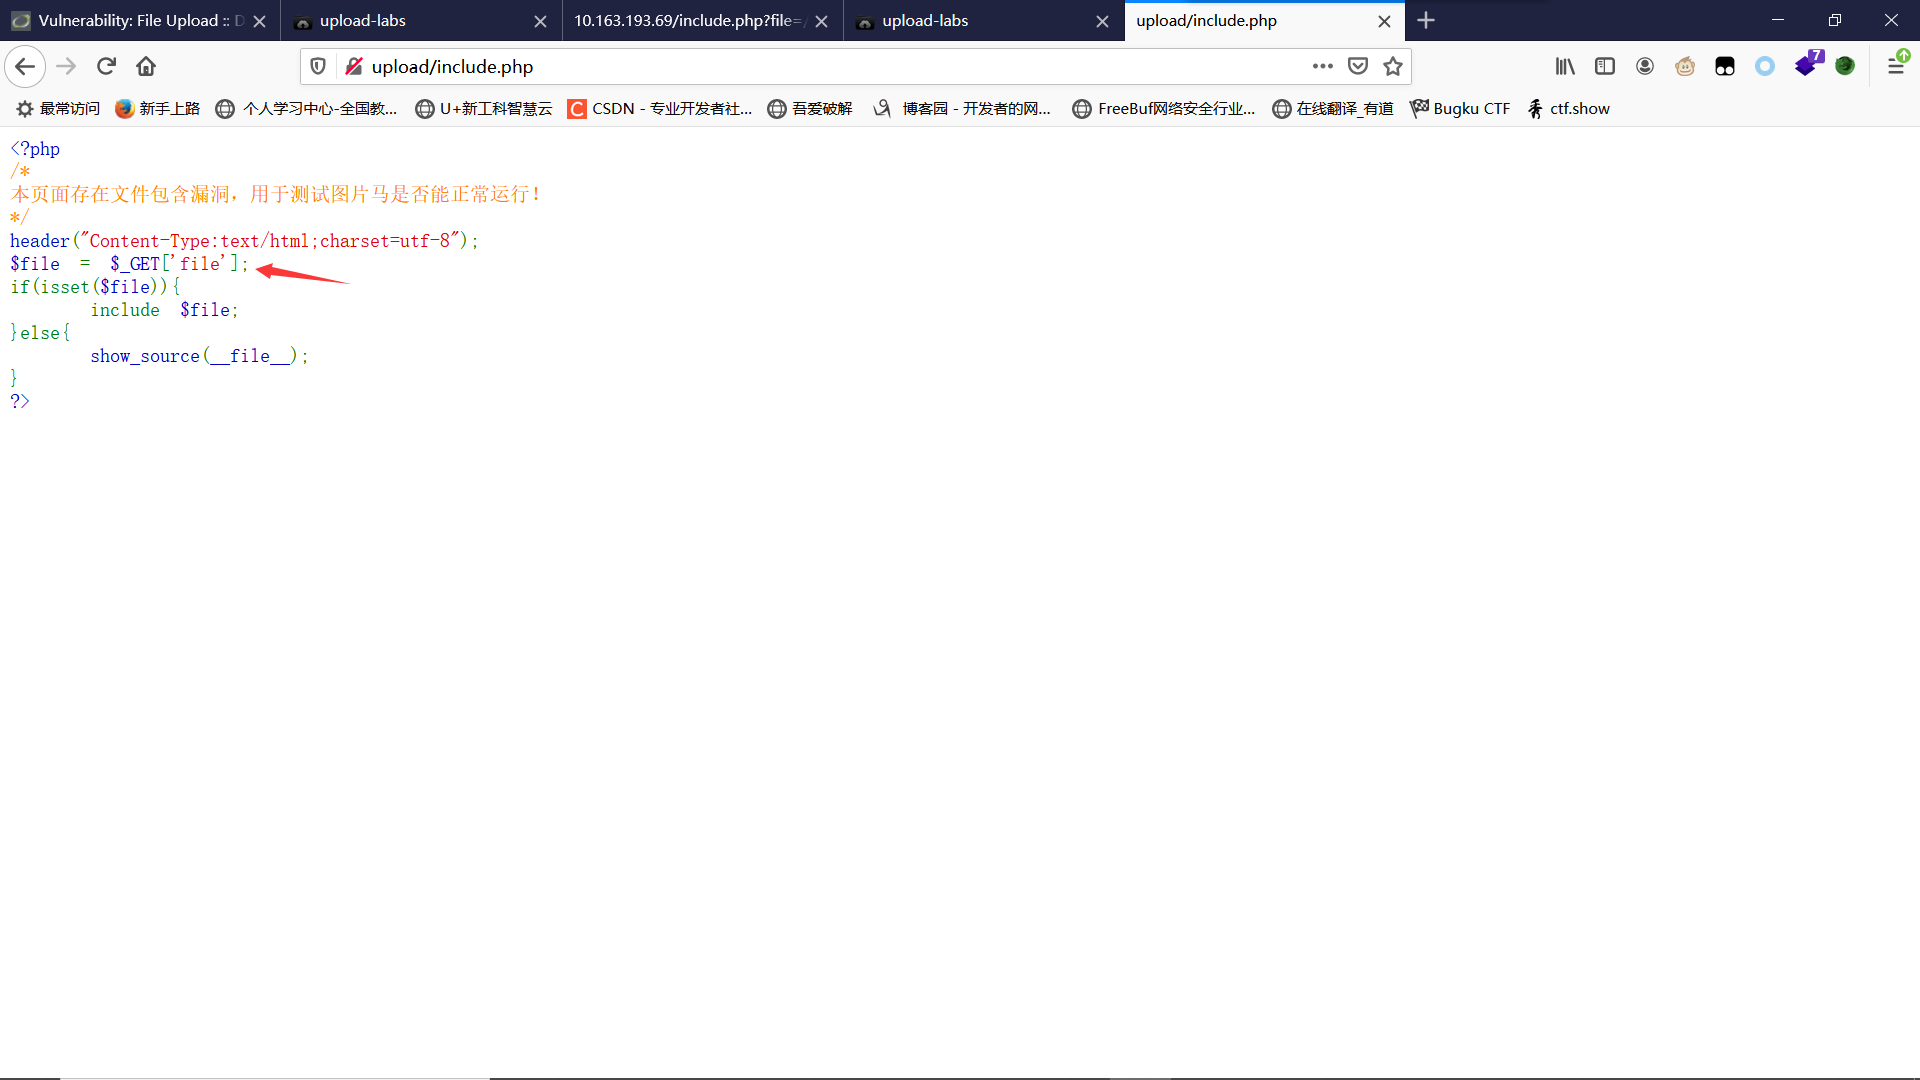 Vulnerability: File Upload :: D
upload-labs
10.163.193.69/include.php?file=/
upload-labs
upload/include.php
upload/include.php
7
最常访问
新手上路
个人学习中心-全国教...
U+新工科智慧云
CSDN - 专业开发者社...
吾爱破解
博客园 - 开发者的网...
FreeBuf网络安全行业...
在线翻译_有道
Bugku CTF
ctf.show
<?php
/*
本页面存在文件包含漏洞，用于测试图片马是否能正常运行！
*/
header("Content-Type:text/html;charset=utf-8");
$file  =  $_GET['file'];
if(isset($file)){
        include  $file;
}else{
        show_source(__file__);
}
?>